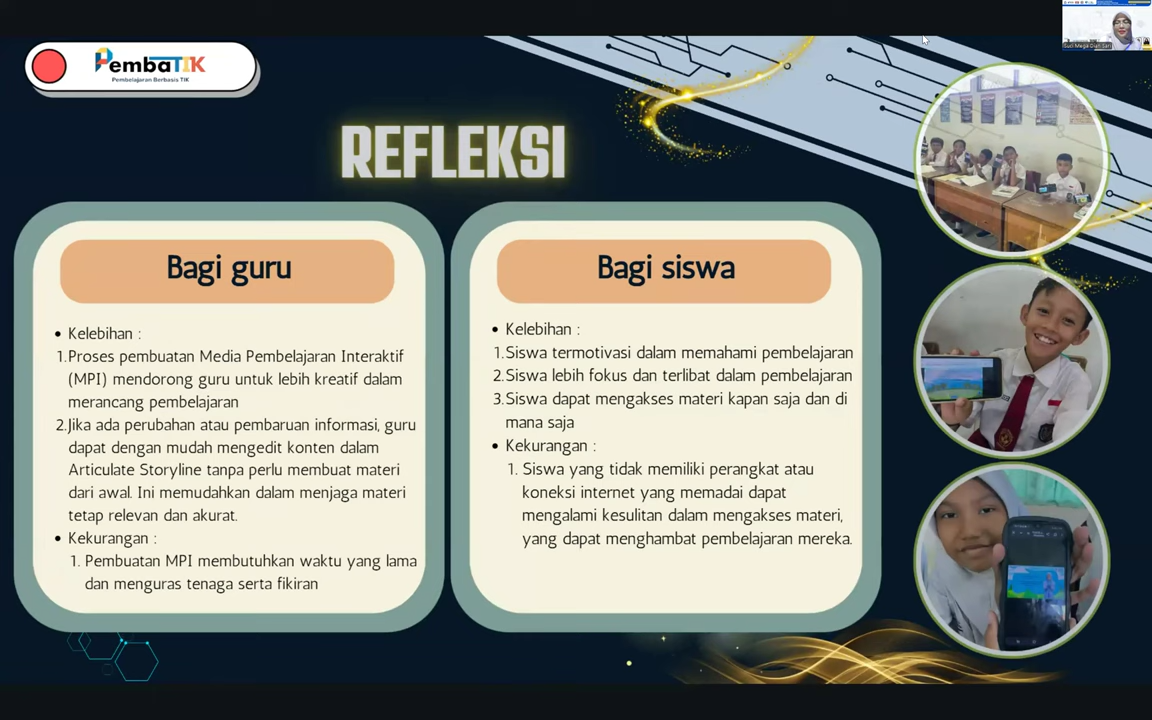 PembaTIK
Pembelajaran Berbasis TIK
REFLEKSI
Bagi guru
• Kelebihan :
1.Proses pembuatan Media Pembelajaran Interaktif
(MPI) mendorong guru untuk lebih kreatif dalam
merancang pembelajaran
2.Jika ada perubahan atau pembaruan informasi, guru
dapat dengan mudah mengedit konten dalam
Articulate Storyline tanpa perlu membuat materi
dari awal. Ini memudahkan dalam menjaga materi
tetap relevan dan akurat.
• Kekurangan :
1. Pembuatan MPI membutuhkan waktu yang lama
dan menguras tenaga serta fikiran
Bagi siswa
• Kelebihan :
1.Siswa termotivasi dalam memahami pembelajaran
2.Siswa lebih fokus dan terlibat dalam pembelajaran
3.Siswa dapat mengakses materi kapan saja dan di
mana saja
• Kekurangan :
1. Siswa yang tidak memiliki perangkat atau
koneksi internet yang memadai dapat
mengalami kesulitan dalam mengakses materi,
yang dapat menghambat pembelajaran mereka.